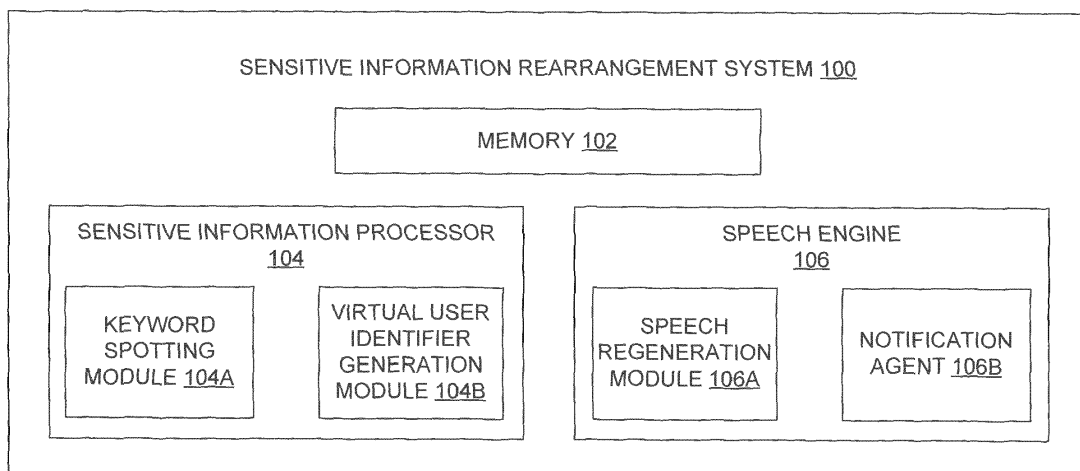 SENSITIVE INFORMATION REARRANGEMENT SYSTEM 100
MEMORY 102
SENSITIVE INFORMATION PROCESSOR
104
KEYWORD
SPOTTING
MODULE 104A
VIRTUAL USER
IDENTIFIER
GENERATION
MODULE 104B
SPEECH ENGINE
106
SPEECH
REGENERATION
MODULE 106A
NOTIFICATION
AGENT 106B